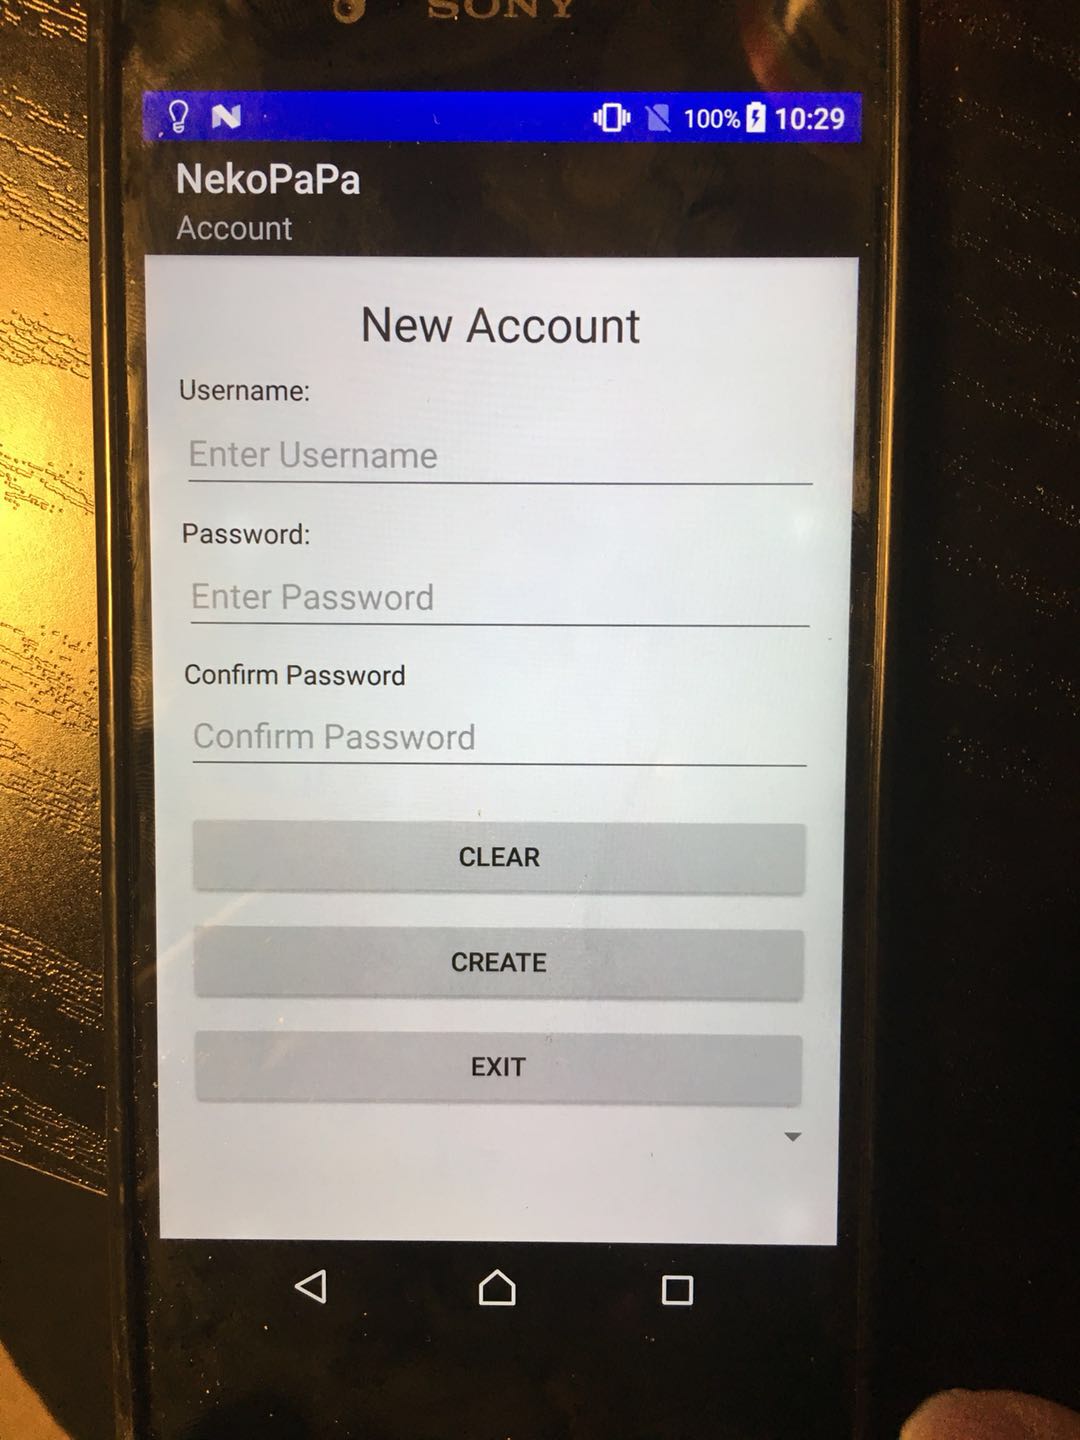 SONY
100% 10:29
NekoPaPa
Account
New Account
Username:
Enter Username
Password:
Enter Password
Confirm Password
Confirm Password
CLEAR
CREATE
EXIT